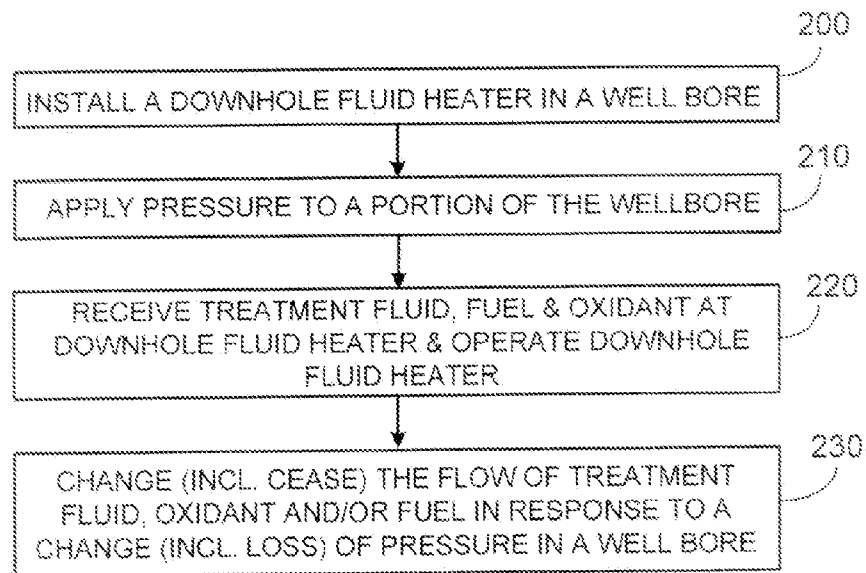 200
INSTALL A DOWNHOLE FLUID HEATER IN A WELL BORE
210
APPLY PRESSURE TO A PORTION OF THE WELLBORE
220
RECEIVE TREATMENT FLUID, FUEL & OXIDANT AT
DOWNHOLE FLUID HEATER & OPERATE DOWNHOLE
FLUID HEATER
230
CHANGE (INCL. CEASE) THE FLOW OF TREATMENT
FLUID, OXIDANT AND/OR FUEL IN RESPONSE TO A
CHANGE (INCL. LOSS) OF PRESSURE IN A WELL BORE